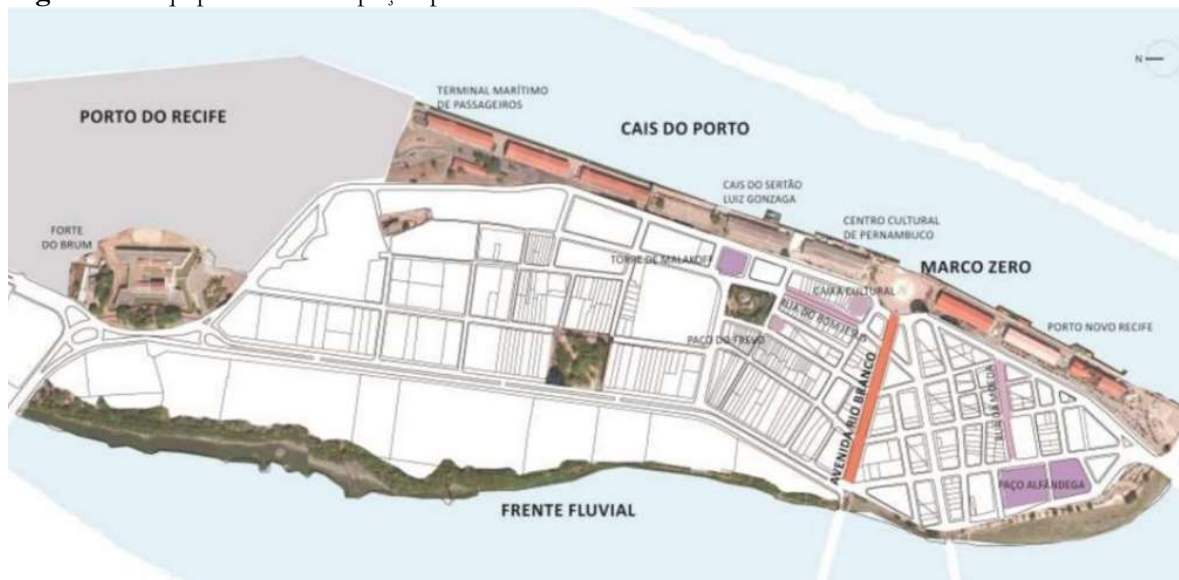 N
TERMINAL MARÍTIMO
DE PASSAGEIROS
PORTO DO RECIFE
CAIS DO PORTO
CAIS DO SERTÃO
LUIZ GONZAGA
FORTE
DO BRUM
CENTRO CULTURAL
DE PERNAMBUCO
TORRE DE MALAKOFF
MARCO ZERO
CAIXA CULTURAL
RUA DO BOM JESUS
PORTO NOVO RECIFE
PAÇO DO FREVO
AVENIDA RIO BRANCO
RUA DA MOEDA
PAÇO ALFÂNDEGA
FRENTE FLUVIAL